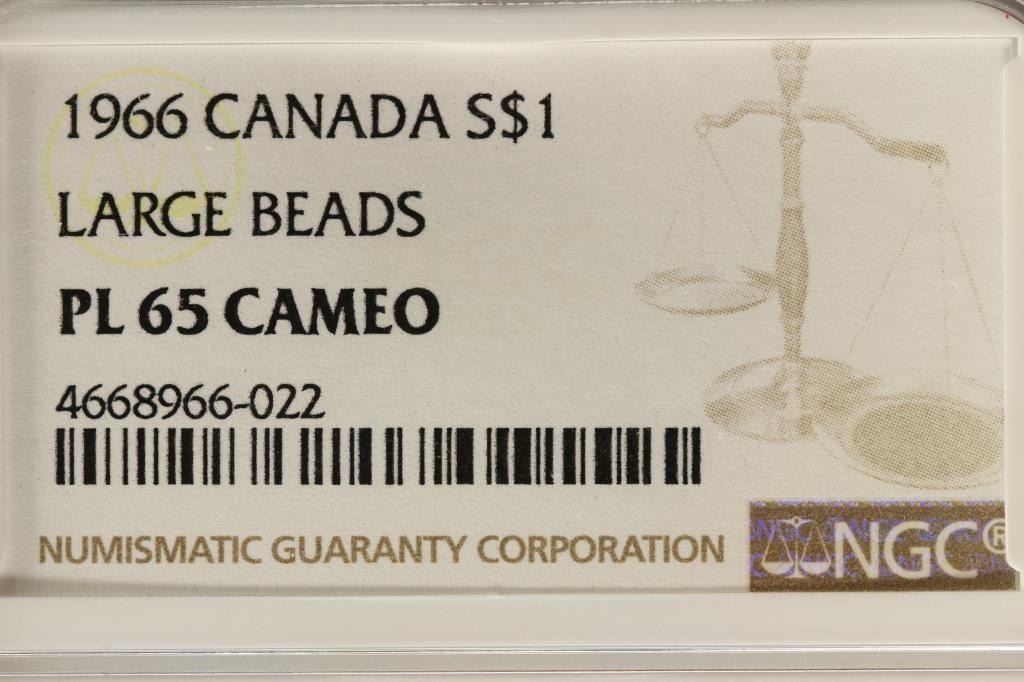 1966 CANADA S$1
LARGE BEADS
PL 65 CAMEO
4668966-022
NUMISMATIC GUARANTY CORPORATION
NGC®